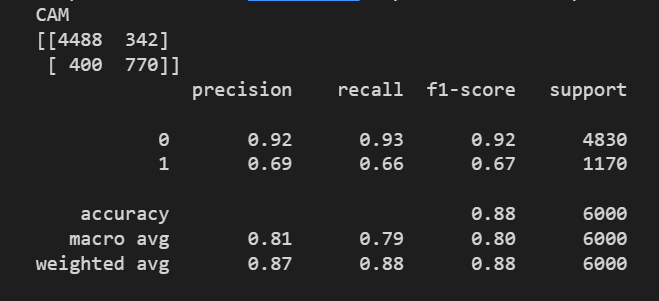 CAM
[[4488 342]
[ 400 770]]
precision recall f1-score support
0 0.92 0.93 0.92 4830
1 0.69 0.66 0.67 1170
accuracy 0.88 6000
macro avg 0.81 0.79 0.80 6000
weighted avg 0.87 0.88 0.88 6000